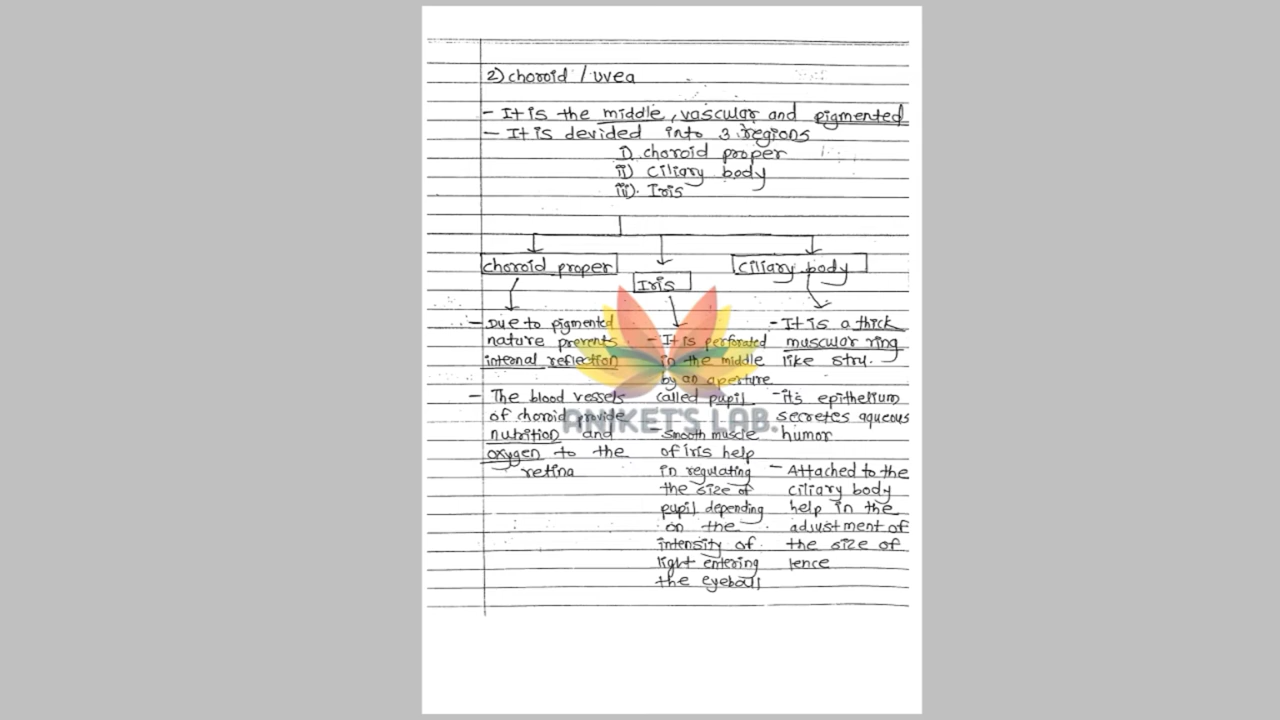 2) choroid / uvea
- It is the middle, vascular and pigmented
- It is devided into 3 regions
I) choroid proper
ii) Ciliary body
iii). Iris
choroid proper
Iris
Ciliary body
- Due to pigmented
nature prevents
internal reflection
- The blood vessels
of choroid provide
nutrition and
oxygen to the
retina
- It is perforated
in the middle
by an aperture
called pupil
- smooth muscle
of iris help
in regulating
the size of
pupil depending
on the
intensity of
light entering
the eyeball
- It is a thick
muscular ring
like stru.
- its epithelium
secretes aqueous
humor
- Attached to the
ciliary body
help in the
adjustment of
the size of
lence
ANIKET'S LAB.